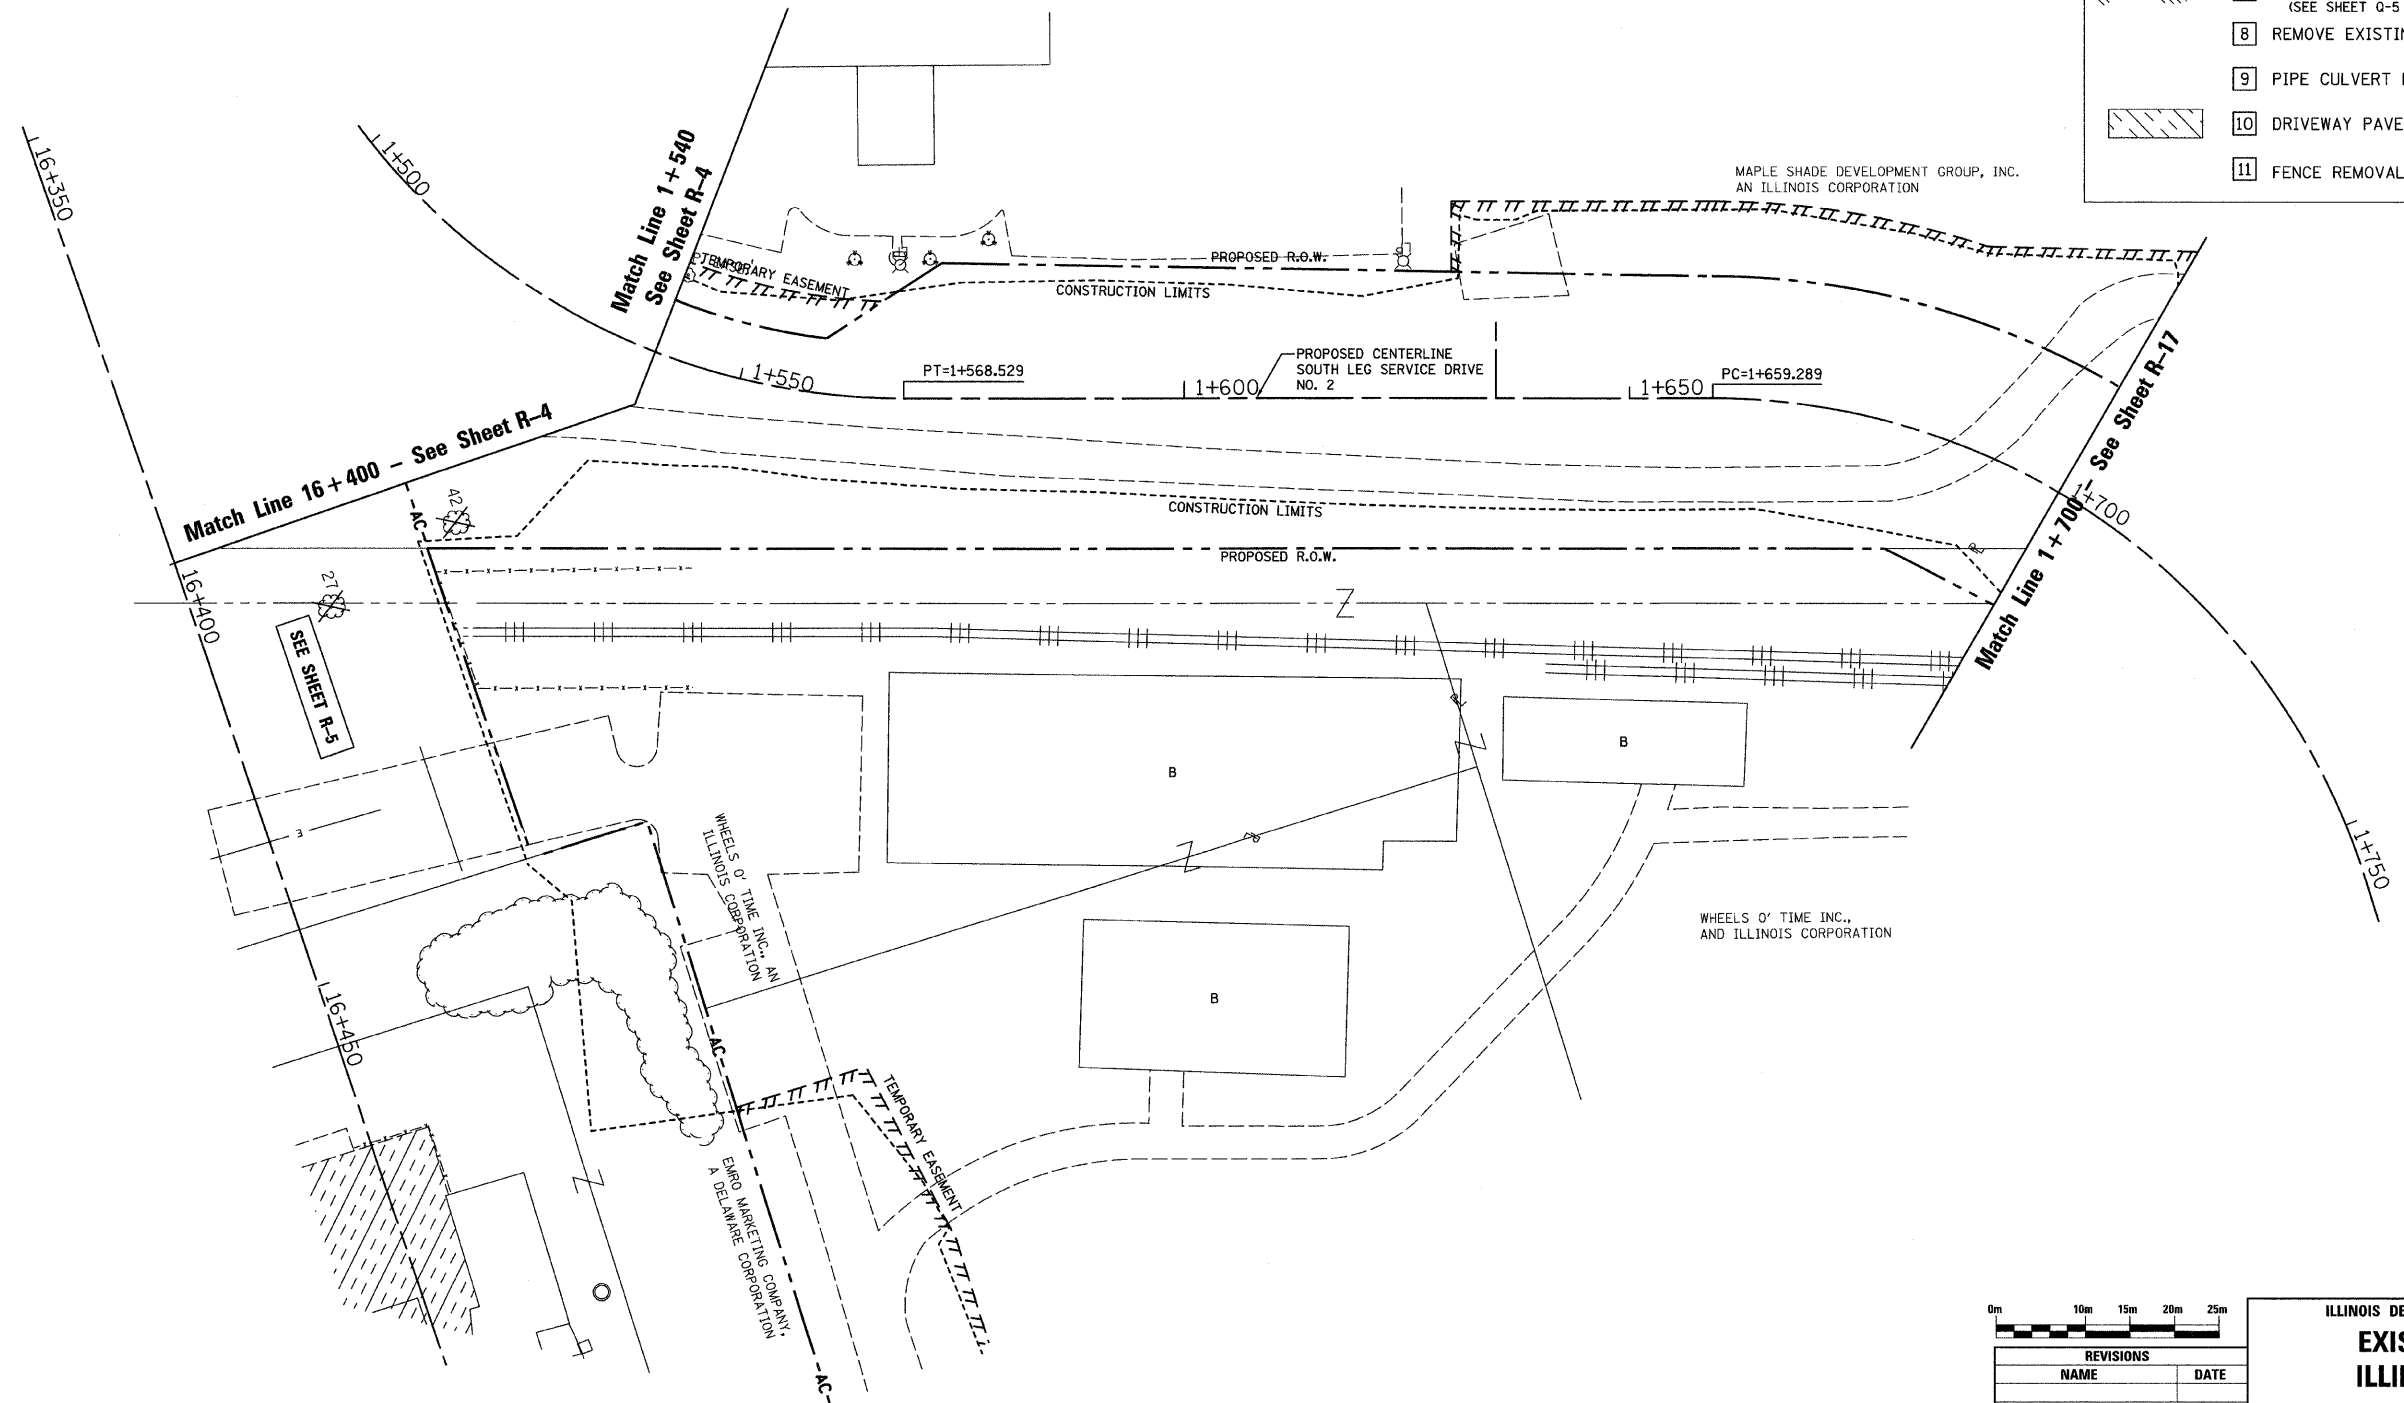 (SEE SHEET Q-5
8 REMOVE EXISTIN
9 PIPE CULVERT
10 DRIVEWAY PAVE
11 FENCE REMOVAL
16+350
1+500
Match Line 1+540
See Sheet R-4
MAPLE SHADE DEVELOPMENT GROUP, INC.
AN ILLINOIS CORPORATION
TEMPORARY EASEMENT
PROPOSED R.O.W.
CONSTRUCTION LIMITS
1+550
PT=1+568.529
1+600
PROPOSED CENTERLINE
SOUTH LEG SERVICE DRIVE
NO. 2
1+650
PC=1+659.289
Match Line 16+400 - See Sheet R-4
Match Line 1+700 - See Sheet R-17
1+700
42
CONSTRUCTION LIMITS
AC
PROPOSED R.O.W.
27
16+400
SEE SHEET R-5
B
B
3
WHEELS O' TIME INC., AN
ILLINOIS CORPORATION
1+750
WHEELS O' TIME INC.,
AND ILLINOIS CORPORATION
B
16+450
AC
TEMPORARY EASEMENT
EMRO MARKETING COMPANY,
A DELAWARE CORPORATION
AC
0m 10m 15m 20m 25m
REVISIONS
NAME DATE
ILLINOIS DE
EXIS
ILLI